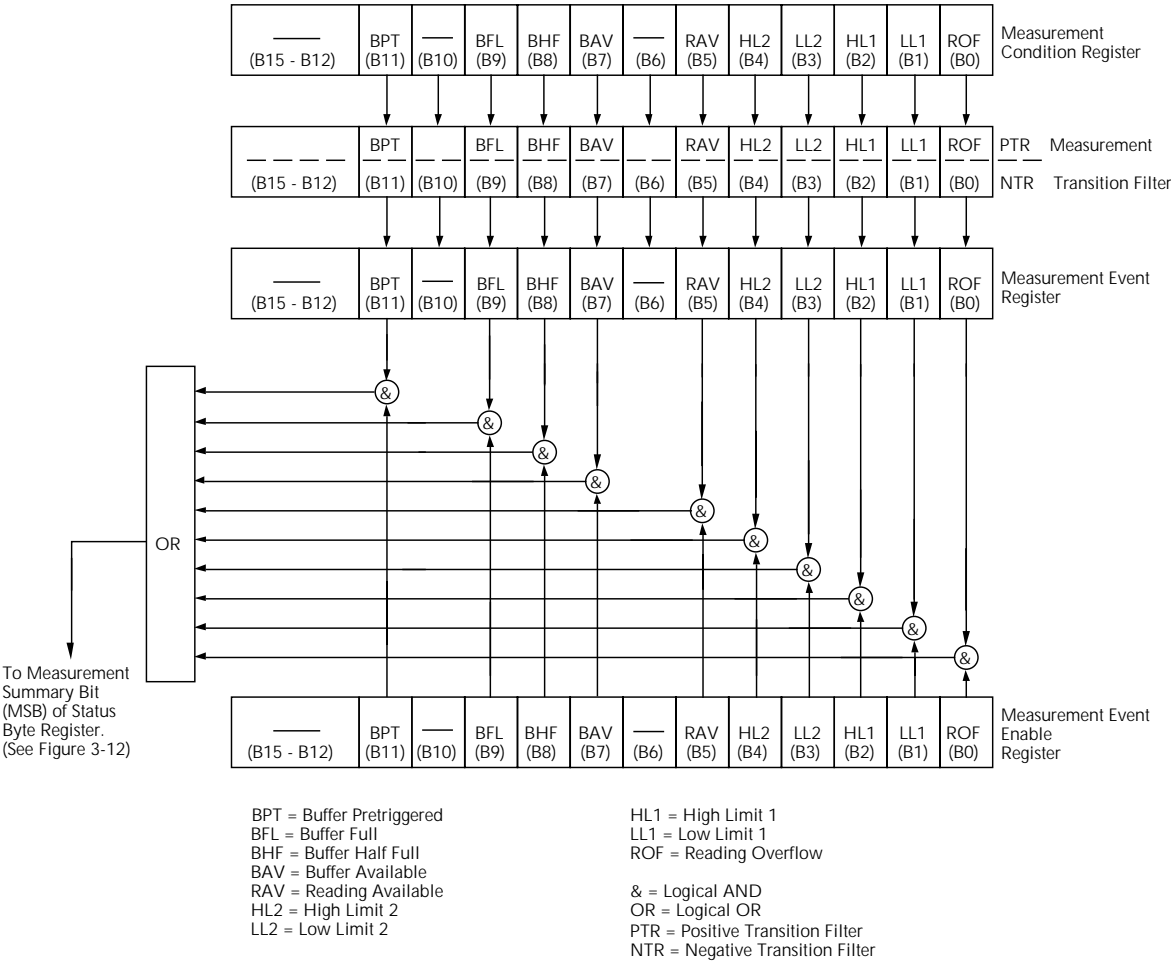 — BPT — BFL BHF BAV — RAV HL2 LL2 HL1 LL1 ROF
(B15 - B12) (B11) (B10) (B9) (B8) (B7) (B6) (B5) (B4) (B3) (B2) (B1) (B0)
Measurement
Condition Register
BPT BFL BHF BAV RAV HL2 LL2 HL1 LL1 ROF PTR Measurement
(B15 - B12) (B11) (B10) (B9) (B8) (B7) (B6) (B5) (B4) (B3) (B2) (B1) (B0) NTR Transition Filter
— BPT — BFL BHF BAV — RAV HL2 LL2 HL1 LL1 ROF
(B15 - B12) (B11) (B10) (B9) (B8) (B7) (B6) (B5) (B4) (B3) (B2) (B1) (B0)
Measurement Event
Register
&
&
&
&
&
&
&
&
&
&
OR
To Measurement
Summary Bit
(MSB) of Status
Byte Register.
(See Figure 3-12)
— BPT — BFL BHF BAV — RAV HL2 LL2 HL1 LL1 ROF
(B15 - B12) (B11) (B10) (B9) (B8) (B7) (B6) (B5) (B4) (B3) (B2) (B1) (B0)
Measurement Event
Enable
Register
BPT = Buffer Pretriggered
BFL = Buffer Full
BHF = Buffer Half Full
BAV = Buffer Available
RAV = Reading Available
HL2 = High Limit 2
LL2 = Low Limit 2
HL1 = High Limit 1
LL1 = Low Limit 1
ROF = Reading Overflow
& = Logical AND
OR = Logical OR
PTR = Positive Transition Filter
NTR = Negative Transition Filter